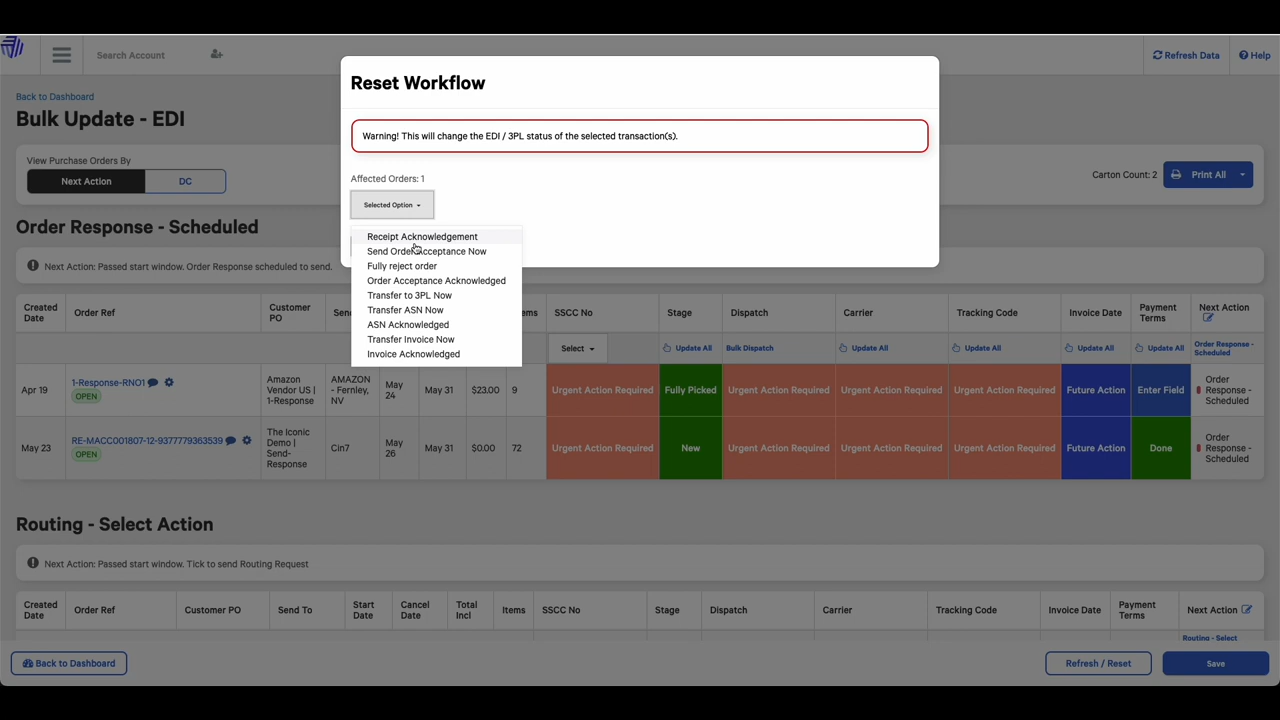 Search Account
Refresh Data
Help
Back to Dashboard
Bulk Update - EDI
View Purchase Orders By
Next Action
DC
Carton Count: 2
Print All
Reset Workflow
Warning! This will change the EDI / 3PL status of the selected transaction(s).
Affected Orders: 1
Selected Option
Receipt Acknowledgement
Send Order Acceptance Now
Fully reject order
Order Acceptance Acknowledged
Transfer to 3PL Now
Transfer ASN Now
ASN Acknowledged
Transfer Invoice Now
Invoice Acknowledged
Order Response - Scheduled
Next Action: Passed start window. Order Response scheduled to send.
Created
Date
Order Ref
Customer
PO
SSCC No
Stage
Dispatch
Carrier
Tracking Code
Invoice Date
Payment
Terms
Next Action
Select
Update All
Bulk Dispatch
Update All
Update All
Update All
Update All
Order Response -
Scheduled
Apr 19
1-Response-RNO1
OPEN
Amazon
Vendor US |
1-Response
AMAZON
- Fernley,
NV
May
24
May 31
$23.00
9
Urgent Action Required
Fully Picked
Urgent Action Required
Urgent Action Required
Urgent Action Required
Future Action
Enter Field
Order
Response -
Scheduled
May 23
RE-MACC001807-12-9377779363539
OPEN
The Iconic
Demo |
Send-
Response
Cin7
May
26
May 31
$0.00
72
Urgent Action Required
New
Urgent Action Required
Urgent Action Required
Urgent Action Required
Future Action
Done
Order
Response -
Scheduled
Routing - Select Action
Next Action: Passed start window. Tick to send Routing Request
Created
Date
Order Ref
Customer PO
Send To
Start
Date
Cancel
Date
Total
Incl
Items
SSCC No
Stage
Dispatch
Carrier
Tracking Code
Invoice Date
Payment
Terms
Next Action
Routing - Select
Back to Dashboard
Refresh / Reset
Save